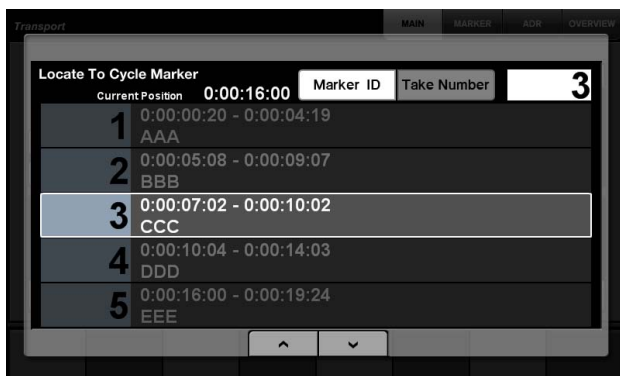 Transport MAIN MARKER ADR OVERVIEW
Locate To Cycle Marker
Current Position 0:00:16:00 Marker ID Take Number 3
1 0:00:00:20 - 0:00:04:19
AAA
2 0:00:05:08 - 0:00:09:07
BBB
3 0:00:07:02 - 0:00:10:02
CCC
4 0:00:10:04 - 0:00:14:03
DDD
5 0:00:16:00 - 0:00:19:24
EEE